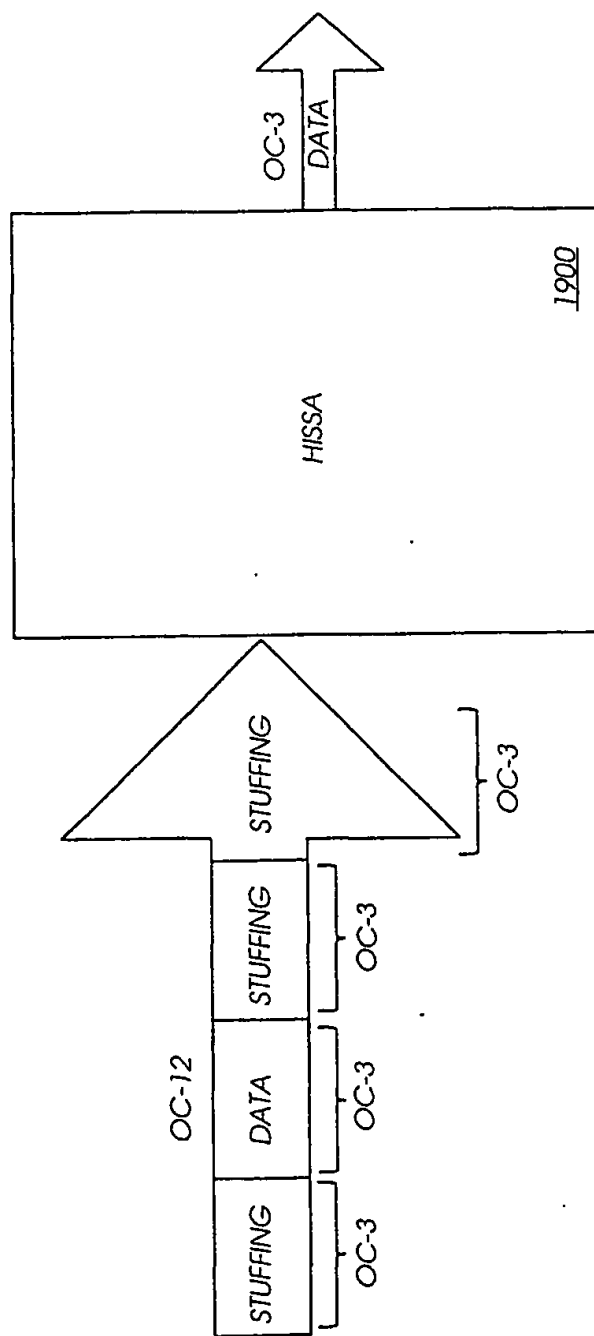 OC-12
STUFFING
DATA
STUFFING
STUFFING
OC-3
OC-3
OC-3
OC-3
HISSA
1900
OC-3
DATA